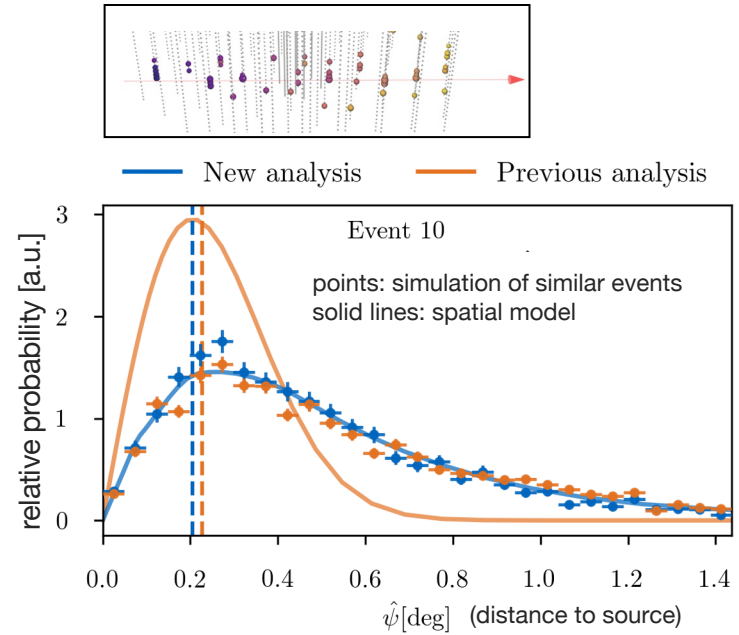 New analysis
Previous analysis
Event 10
points: simulation of similar events
solid lines: spatial model
relative probability [a.u.]
3
2
1
0
0.0 0.2 0.4 0.6 0.8 1.0 1.2 1.4
ψ̂[deg] (distance to source)